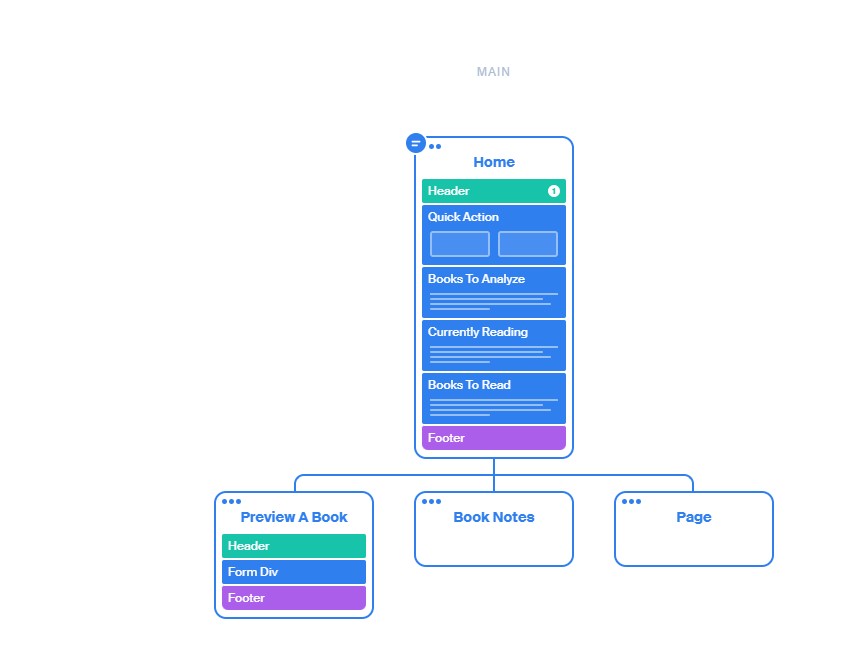 MAIN
Home
Header 1
Quick Action
Books To Analyze
Currently Reading
Books To Read
Footer
Preview A Book
Header
Form Div
Footer
Book Notes
Page